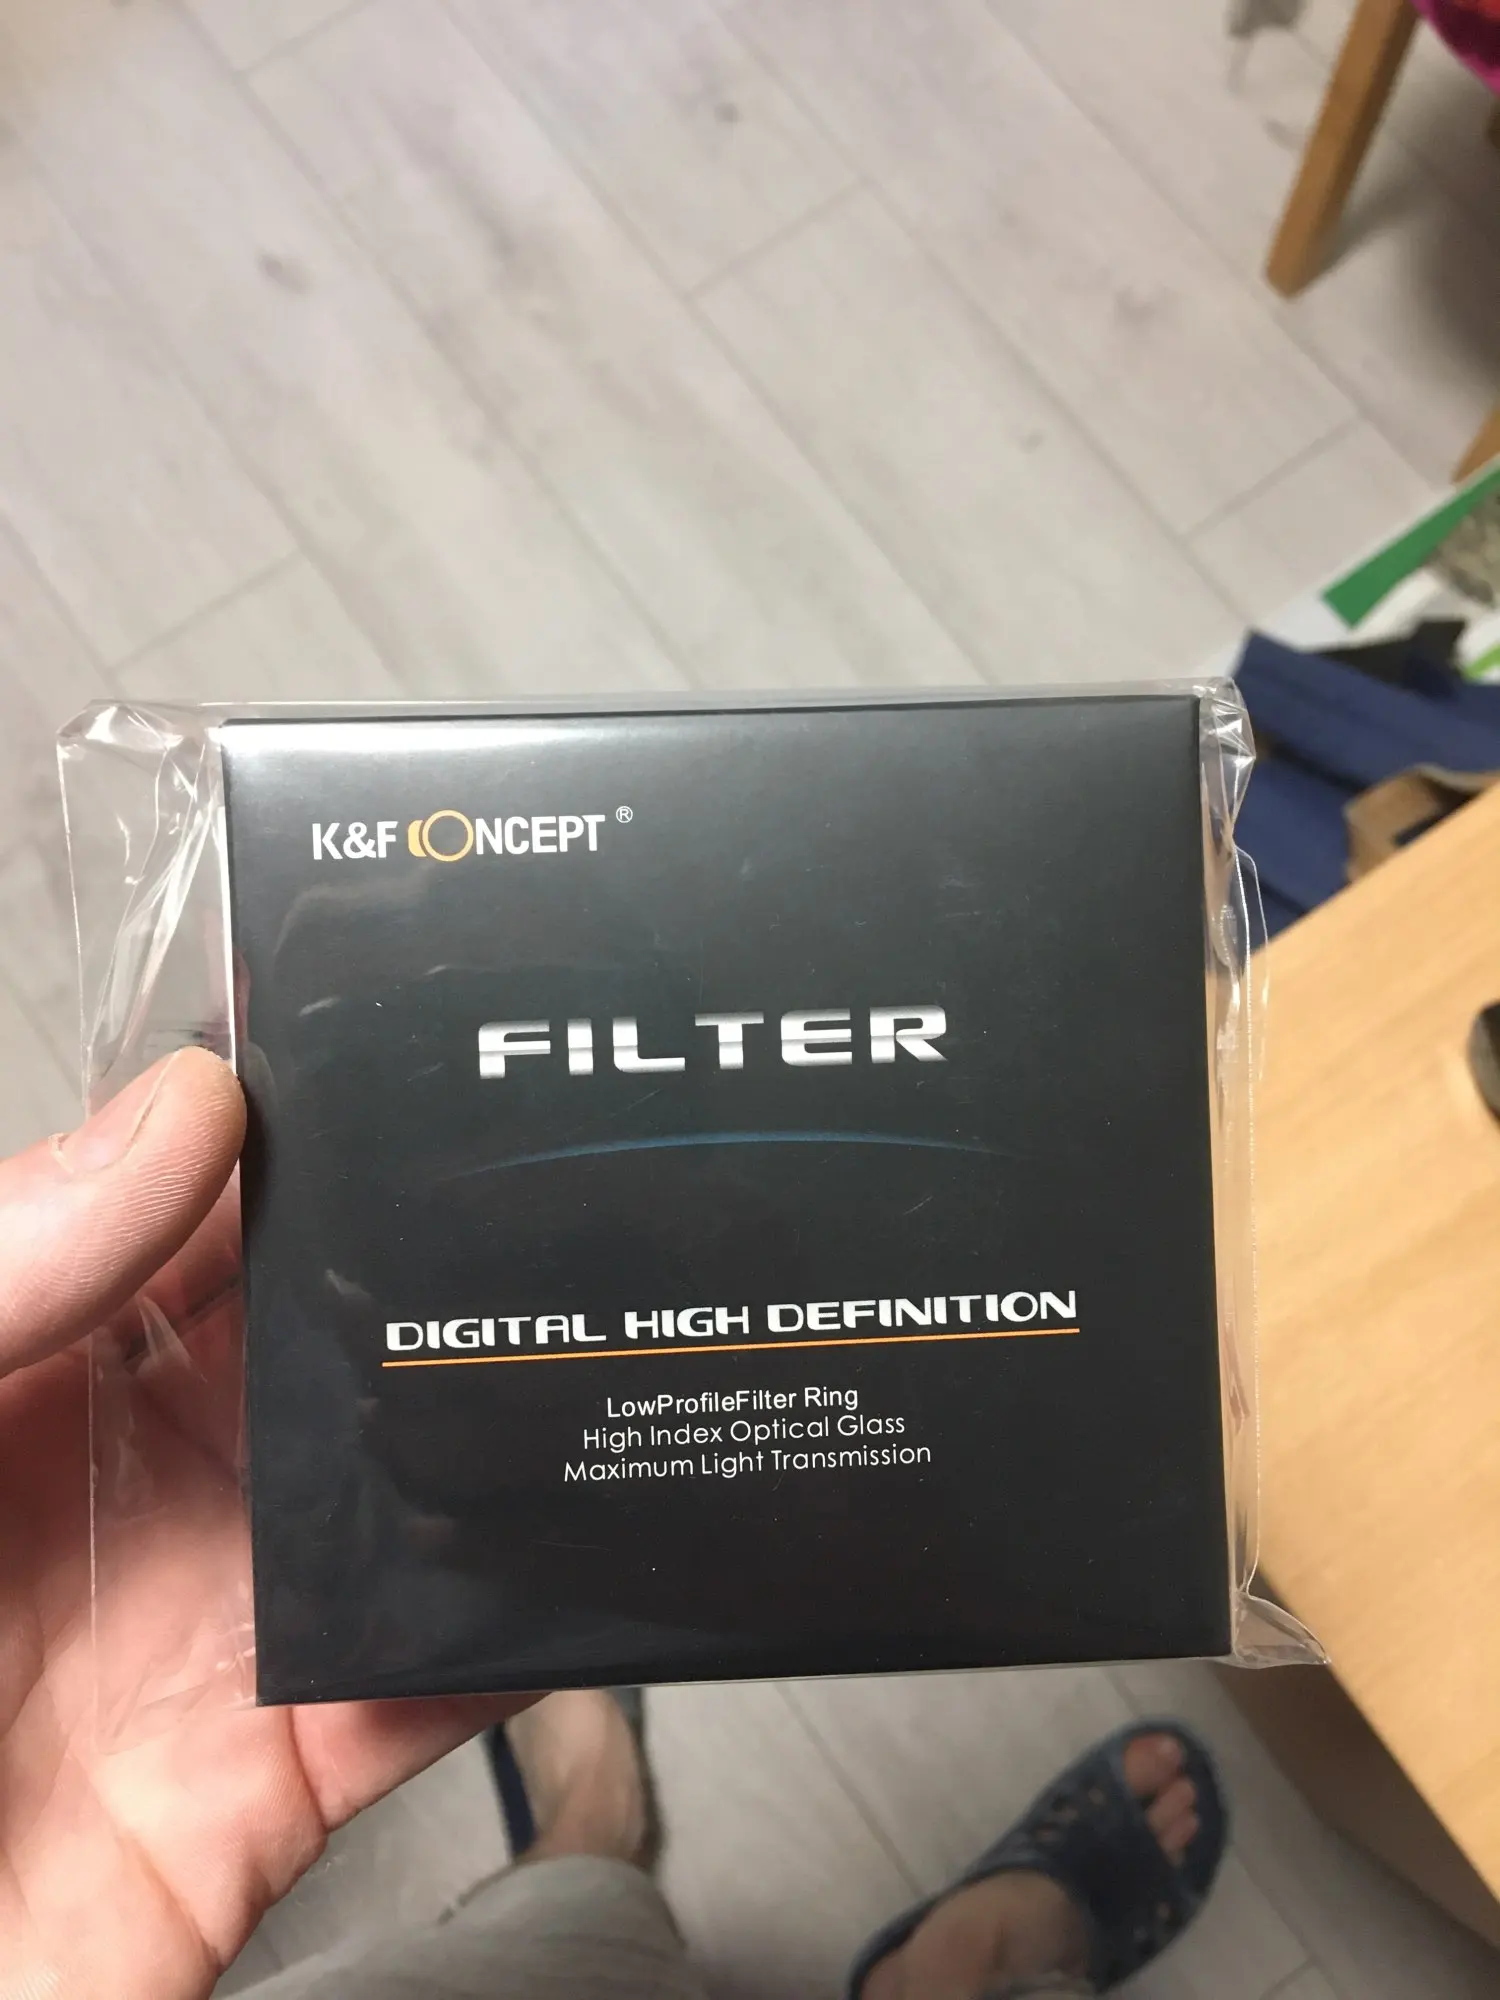 K&F CONCEPT ®
FILTER
DIGITAL HIGH DEFINITION
LowProfileFilter Ring
High Index Optical Glass
Maximum Light Transmission